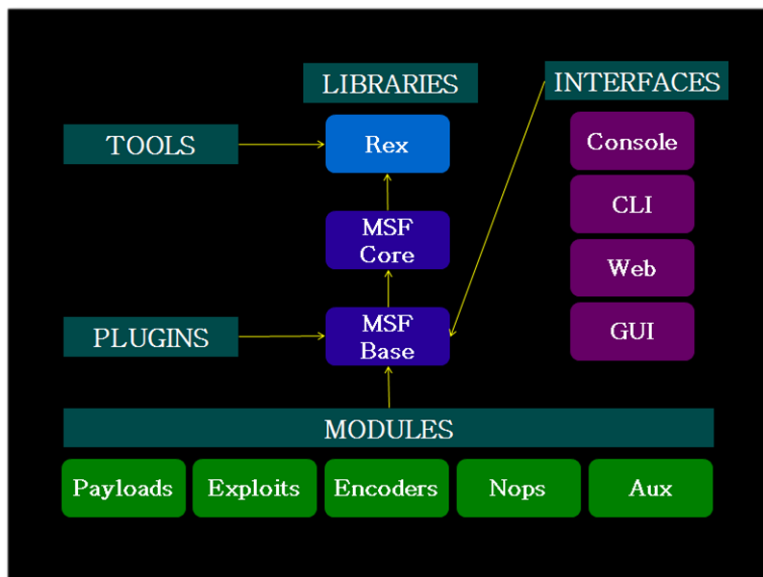 LIBRARIES
INTERFACES
TOOLS
Rex
Console
MSF
Core
CLI
Web
PLUGINS
MSF
Base
GUI
MODULES
Payloads
Exploits
Encoders
Nops
Aux